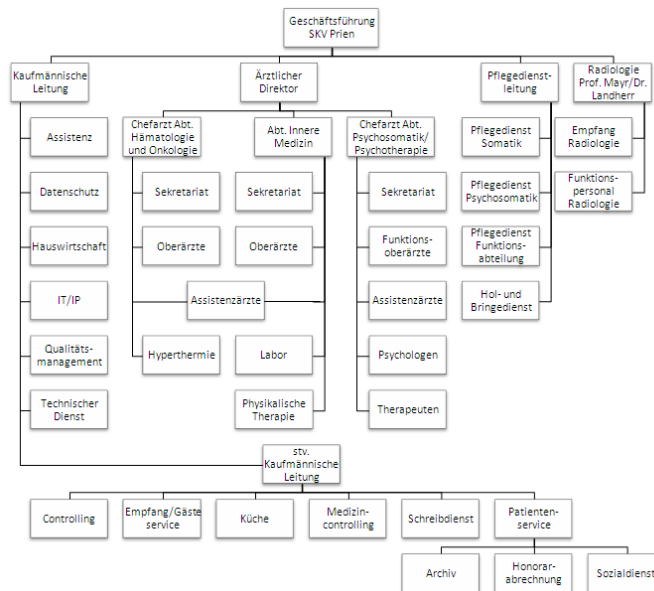 Geschäftsführung
SKV Prien
Kaufmännische
Leitung
Ärztlicher
Direktor
Pflegedienst-
leitung
Radiologie
Prof. Mayr/Dr.
Landherr
Assistenz
Chefarzt Abt.
Hämatologie
und Onkologie
Abt. Innere
Medizin
Chefarzt Abt.
Psychosomatik/
Psychotherapie
Pflegedienst
Somatik
Empfang
Radiologie
Datenschutz
Sekretariat
Sekretariat
Sekretariat
Pflegedienst
Psychosomatik
Funktions-
personal
Radiologie
Hauswirtschaft
Oberärzte
Oberärzte
Funktions-
oberärzte
Pflegedienst
Funktions-
abteilung
IT/IP
Assistenzärzte
Assistenzärzte
Hol- und
Bringedienst
Qualitäts-
management
Hyperthermie
Labor
Psychologen
Technischer
Dienst
Physikalische
Therapie
Therapeuten
stv.
Kaufmännische
Leitung
Controlling
Empfang/Gäste
service
Küche
Medizin-
controlling
Schreibdienst
Patienten-
service
Archiv
Honorar-
abrechnung
Sozialdienst